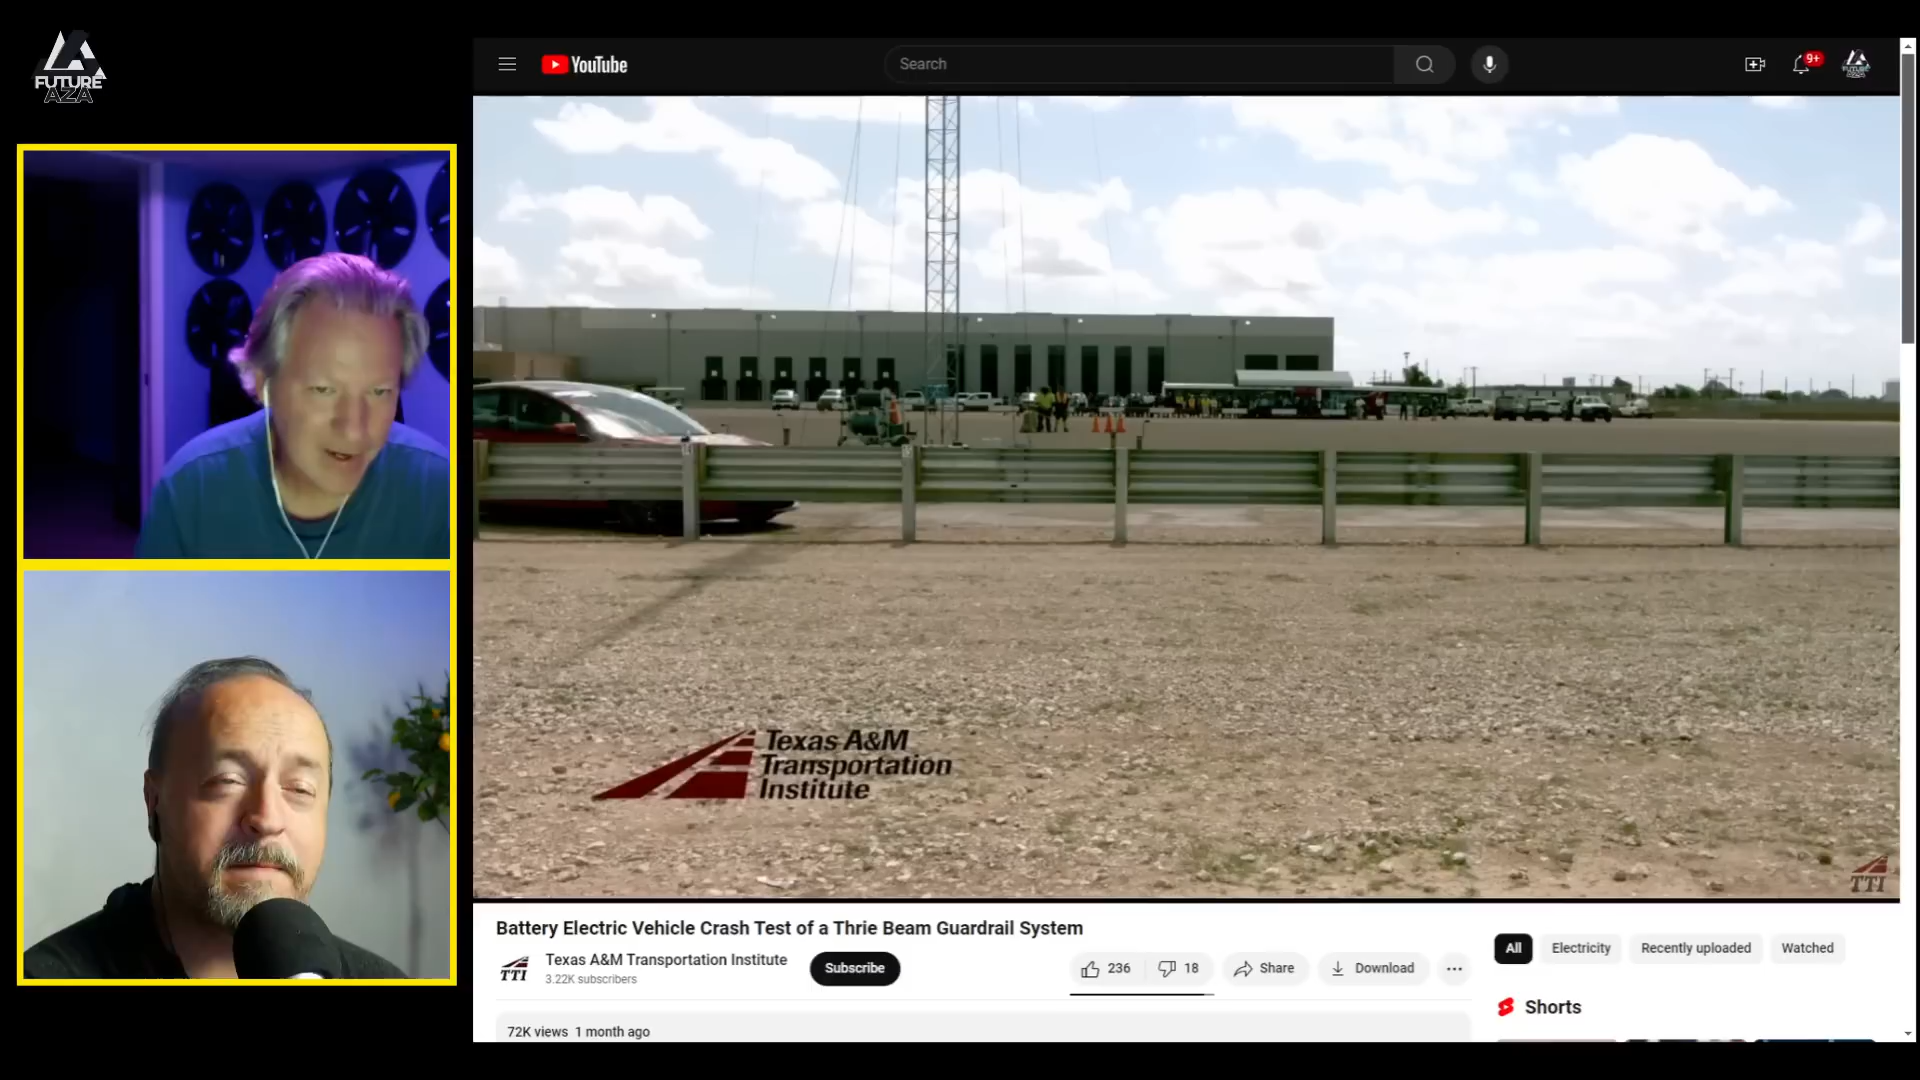 FUTURE
AZA
YouTube
Search
9+
Texas A&M
Transportation
Institute
TTI
Battery Electric Vehicle Crash Test of a Thrie Beam Guardrail System
TTI
Texas A&M Transportation Institute
3.22K subscribers
Subscribe
236
18
Share
Download
72K views 1 month ago
All
Electricity
Recently uploaded
Watched
Shorts